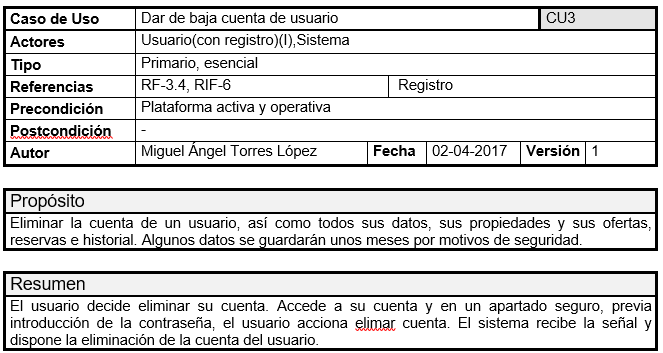 Caso de Uso Dar de baja cuenta de usuario CU3
Actores Usuario(con registro)(I),Sistema
Tipo Primario, esencial
Referencias RF-3.4, RIF-6 Registro
Precondición Plataforma activa y operativa
Postcondición -
Autor Miguel Ángel Torres López Fecha 02-04-2017 Versión 1
Propósito
Eliminar la cuenta de un usuario, así como todos sus datos, sus propiedades y sus ofertas,
reservas e historial. Algunos datos se guardarán unos meses por motivos de seguridad.
Resumen
El usuario decide eliminar su cuenta. Accede a su cuenta y en un apartado seguro, previa
introducción de la contraseña, el usuario acciona elimar cuenta. El sistema recibe la señal y
dispone la eliminación de la cuenta del usuario.